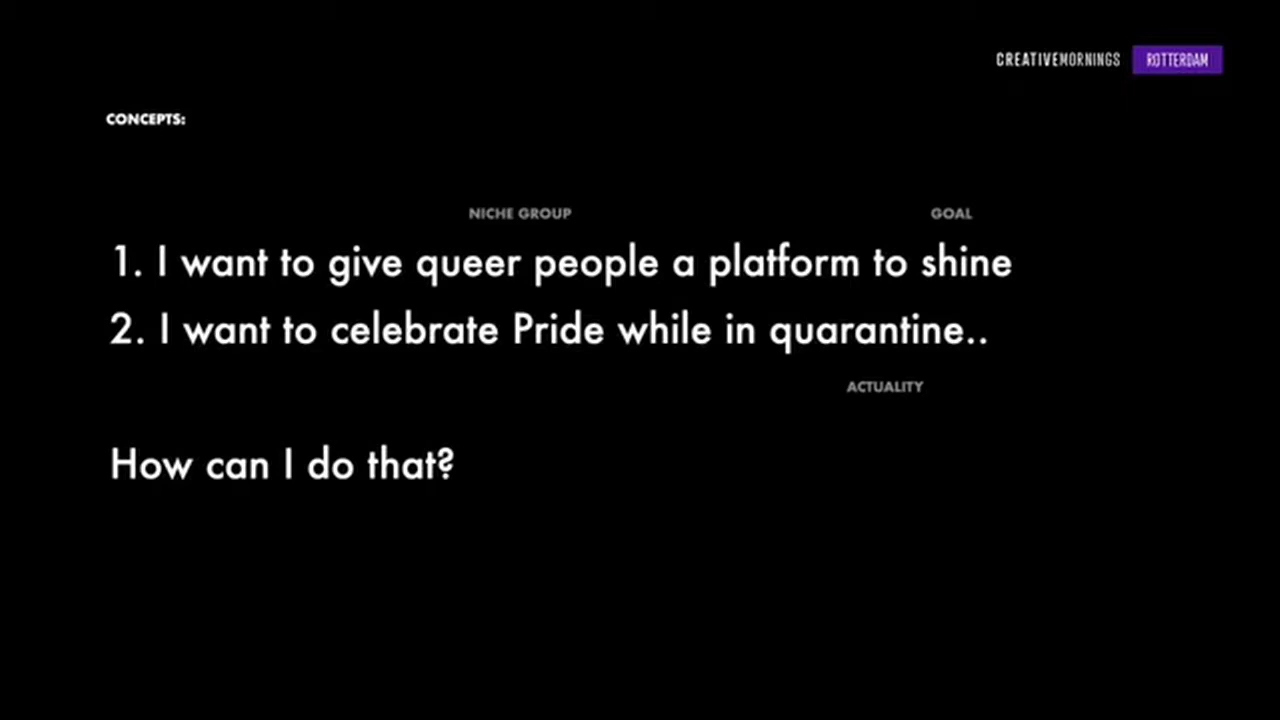 CREATIVEMORNINGS ROTTERDAM
CONCEPTS:
NICHE GROUP GOAL
1. I want to give queer people a platform to shine
2. I want to celebrate Pride while in quarantine..
ACTUALITY
How can I do that?